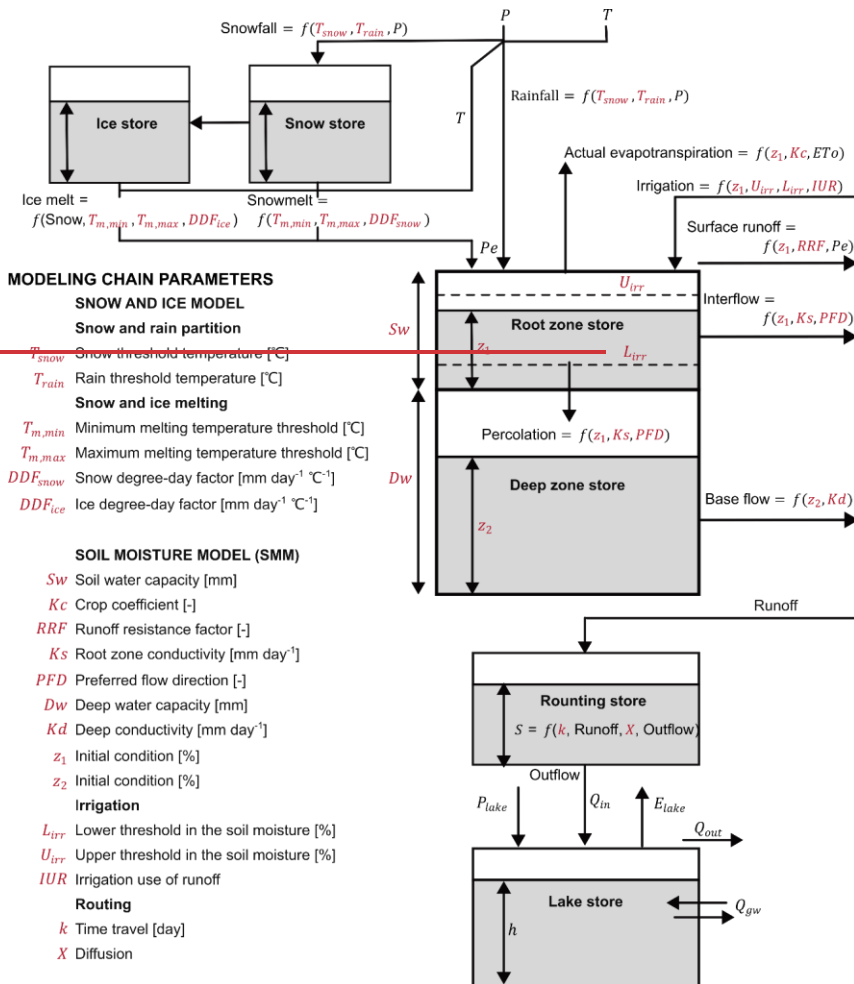 P
T
Snowfall = f(T_snow, T_rain, P)
Ice store
Snow store
T
Rainfall = f(T_snow, T_rain, P)
Actual evapotranspiration = f(z_1, Kc, ETo)
Irrigation = f(z_1, U_irr, L_irr, IUR)
Ice melt =
f(Snow, T_m,min, T_m,max, DDF_ice)
Snowmelt =
f(T_m,min, T_m,max, DDF_snow)
Surface runoff =
f(z_1, RRF, Pe)
Pe
MODELING CHAIN PARAMETERS
SNOW AND ICE MODEL
Snow and rain partition
T_snow Snow threshold temperature [℃]
T_rain Rain threshold temperature [℃]
Snow and ice melting
T_m,min Minimum melting temperature threshold [℃]
T_m,max Maximum melting temperature threshold [℃]
DDF_snow Snow degree-day factor [mm day⁻¹ ℃⁻¹]
DDF_ice Ice degree-day factor [mm day⁻¹ ℃⁻¹]
SOIL MOISTURE MODEL (SMM)
Sw Soil water capacity [mm]
Kc Crop coefficient [-]
RRF Runoff resistance factor [-]
Ks Root zone conductivity [mm day⁻¹]
PFD Preferred flow direction [-]
Dw Deep water capacity [mm]
Kd Deep conductivity [mm day⁻¹]
z_1 Initial condition [%]
z_2 Initial condition [%]
Irrigation
L_irr Lower threshold in the soil moisture [%]
U_irr Upper threshold in the soil moisture [%]
IUR Irrigation use of runoff
Routing
k Time travel [day]
X Diffusion
U_irr
Sw
Root zone store
z_1
L_irr
Interflow =
f(z_1, Ks, PFD)
Percolation = f(z_1, Ks, PFD)
Dw
Deep zone store
z_2
Base flow = f(z_2, Kd)
Runoff
Rounting store
S = f(k, Runoff, X, Outflow)
Outflow
P_lake
Q_in
E_lake
Q_out
Lake store
h
Q_gw